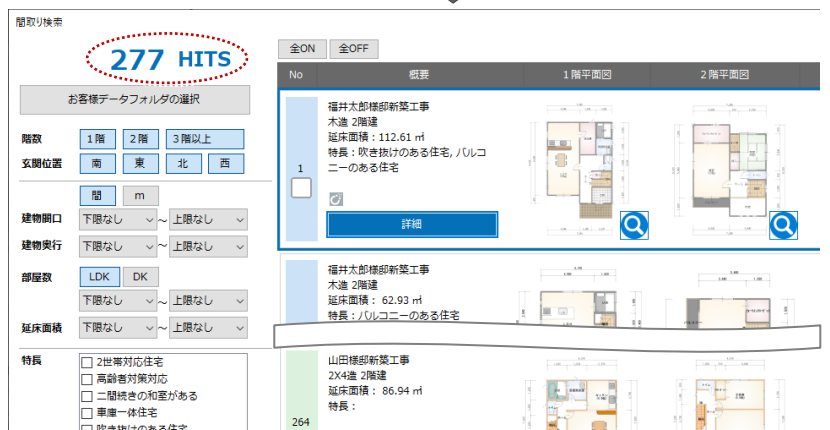 間取り検索
277 HITS
お客様データフォルダの選択
階数 1階 2階 3階以上
玄関位置 南 東 北 西
間 m
建物間口 下限なし ～ 上限なし
建物奥行 下限なし ～ 上限なし
部屋数 LDK DK
下限なし ～ 上限なし
延床面積 下限なし ～ 上限なし
特長
2世帯対応住宅
高齢者対策対応
二間続きの和室がある
車庫一体住宅
吹き抜けのある住宅
全ON 全OFF
No 概要 1階平面図 2階平面図
1
福井太郎様邸新築工事
木造 2階建
延床面積：112.61 ㎡
特長：吹き抜けのある住宅, バルコ
ニーのある住宅
詳細
福井太郎様邸新築工事
木造 2階建
延床面積： 62.93 ㎡
特長：バルコニーのある住宅
264
山田様邸新築工事
2X4造 2階建
延床面積： 86.94 ㎡
特長：